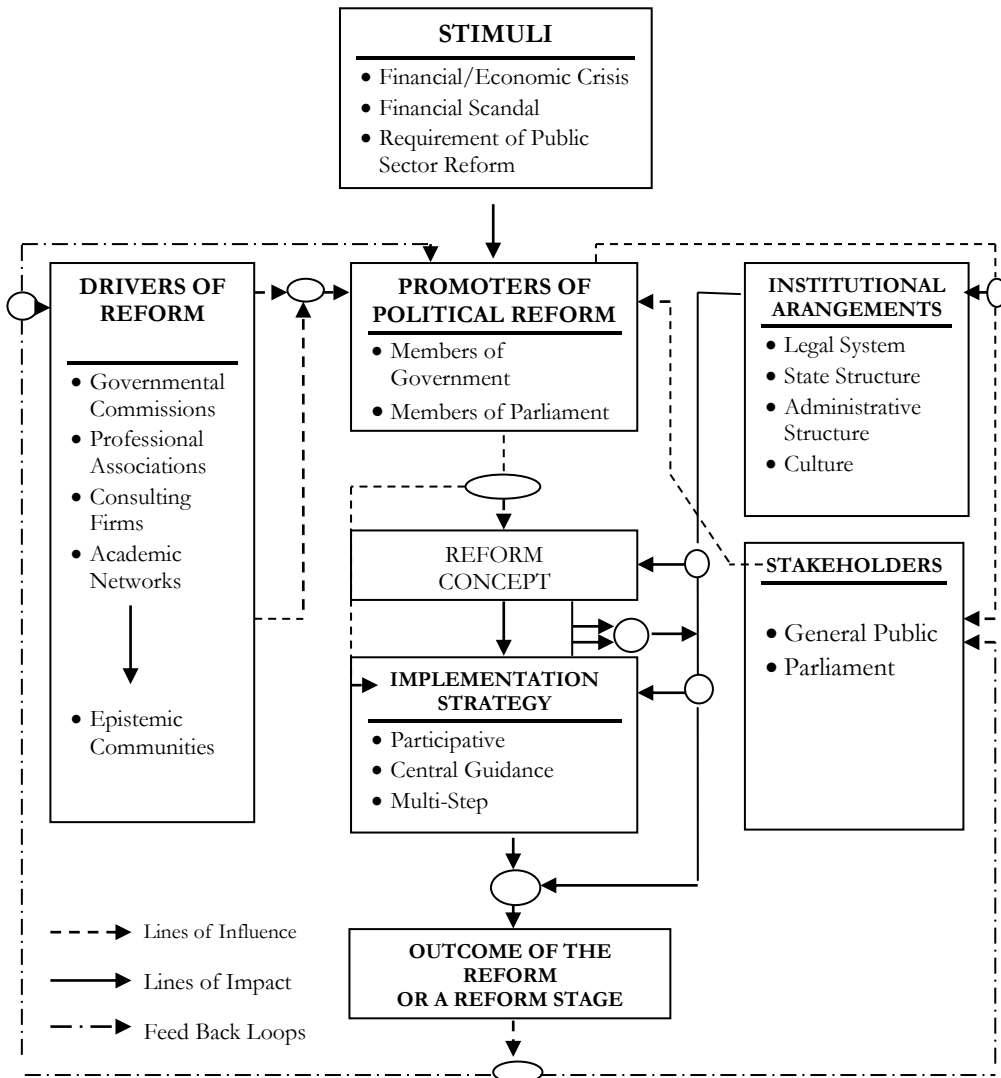 STIMULI
• Financial/Economic Crisis
• Financial Scandal
• Requirement of Public
Sector Reform
DRIVERS OF
REFORM
• Governmental
Commissions
• Professional
Associations
• Consulting
Firms
• Academic
Networks
• Epistemic
Communities
PROMOTERS OF
POLITICAL REFORM
• Members of
Government
• Members of Parliament
INSTITUTIONAL
ARANGEMENTS
• Legal System
• State Structure
• Administrative
Structure
• Culture
REFORM
CONCEPT
STAKEHOLDERS
• General Public
• Parliament
IMPLEMENTATION
STRATEGY
• Participative
• Central Guidance
• Multi-Step
OUTCOME OF THE
REFORM
OR A REFORM STAGE
Lines of Influence
Lines of Impact
Feed Back Loops